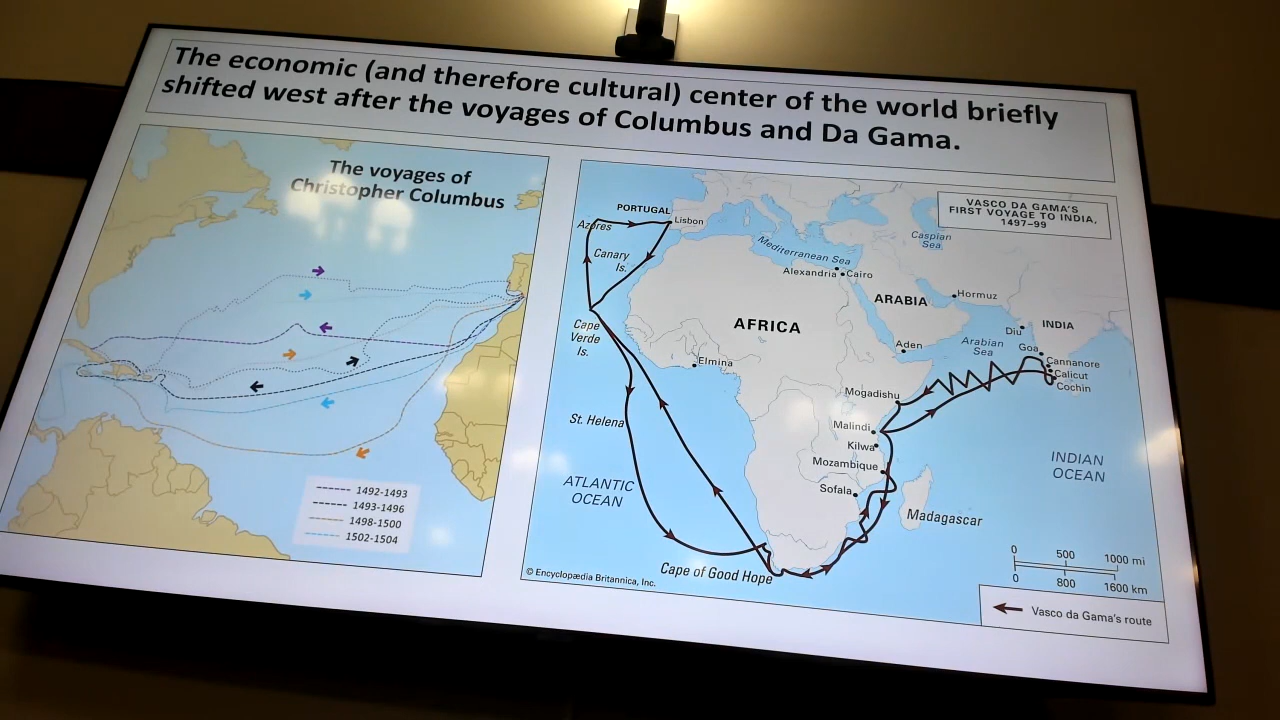 The economic (and therefore cultural) center of the world briefly
shifted west after the voyages of Columbus and Da Gama.
The voyages of
Christopher Columbus
1492-1493
1493-1496
1498-1500
1502-1504
VASCO DA GAMA'S
FIRST VOYAGE TO INDIA,
1497–99
PORTUGAL
Lisbon
Azores
Canary
Is.
Mediterranean Sea
Caspian
Sea
Alexandria
Cairo
Hormuz
ARABIA
AFRICA
INDIA
Diu
Goa
Arabian
Sea
Aden
Cannanore
Calicut
Cochin
Cape
Verde
Is.
Elmina
Mogadishu
Malindi
Kilwa
Mozambique
Sofala
St. Helena
ATLANTIC
OCEAN
INDIAN
OCEAN
Madagascar
Cape of Good Hope
0 500 1000 mi
0 800 1600 km
© Encyclopædia Britannica, Inc.
Vasco da Gama's route